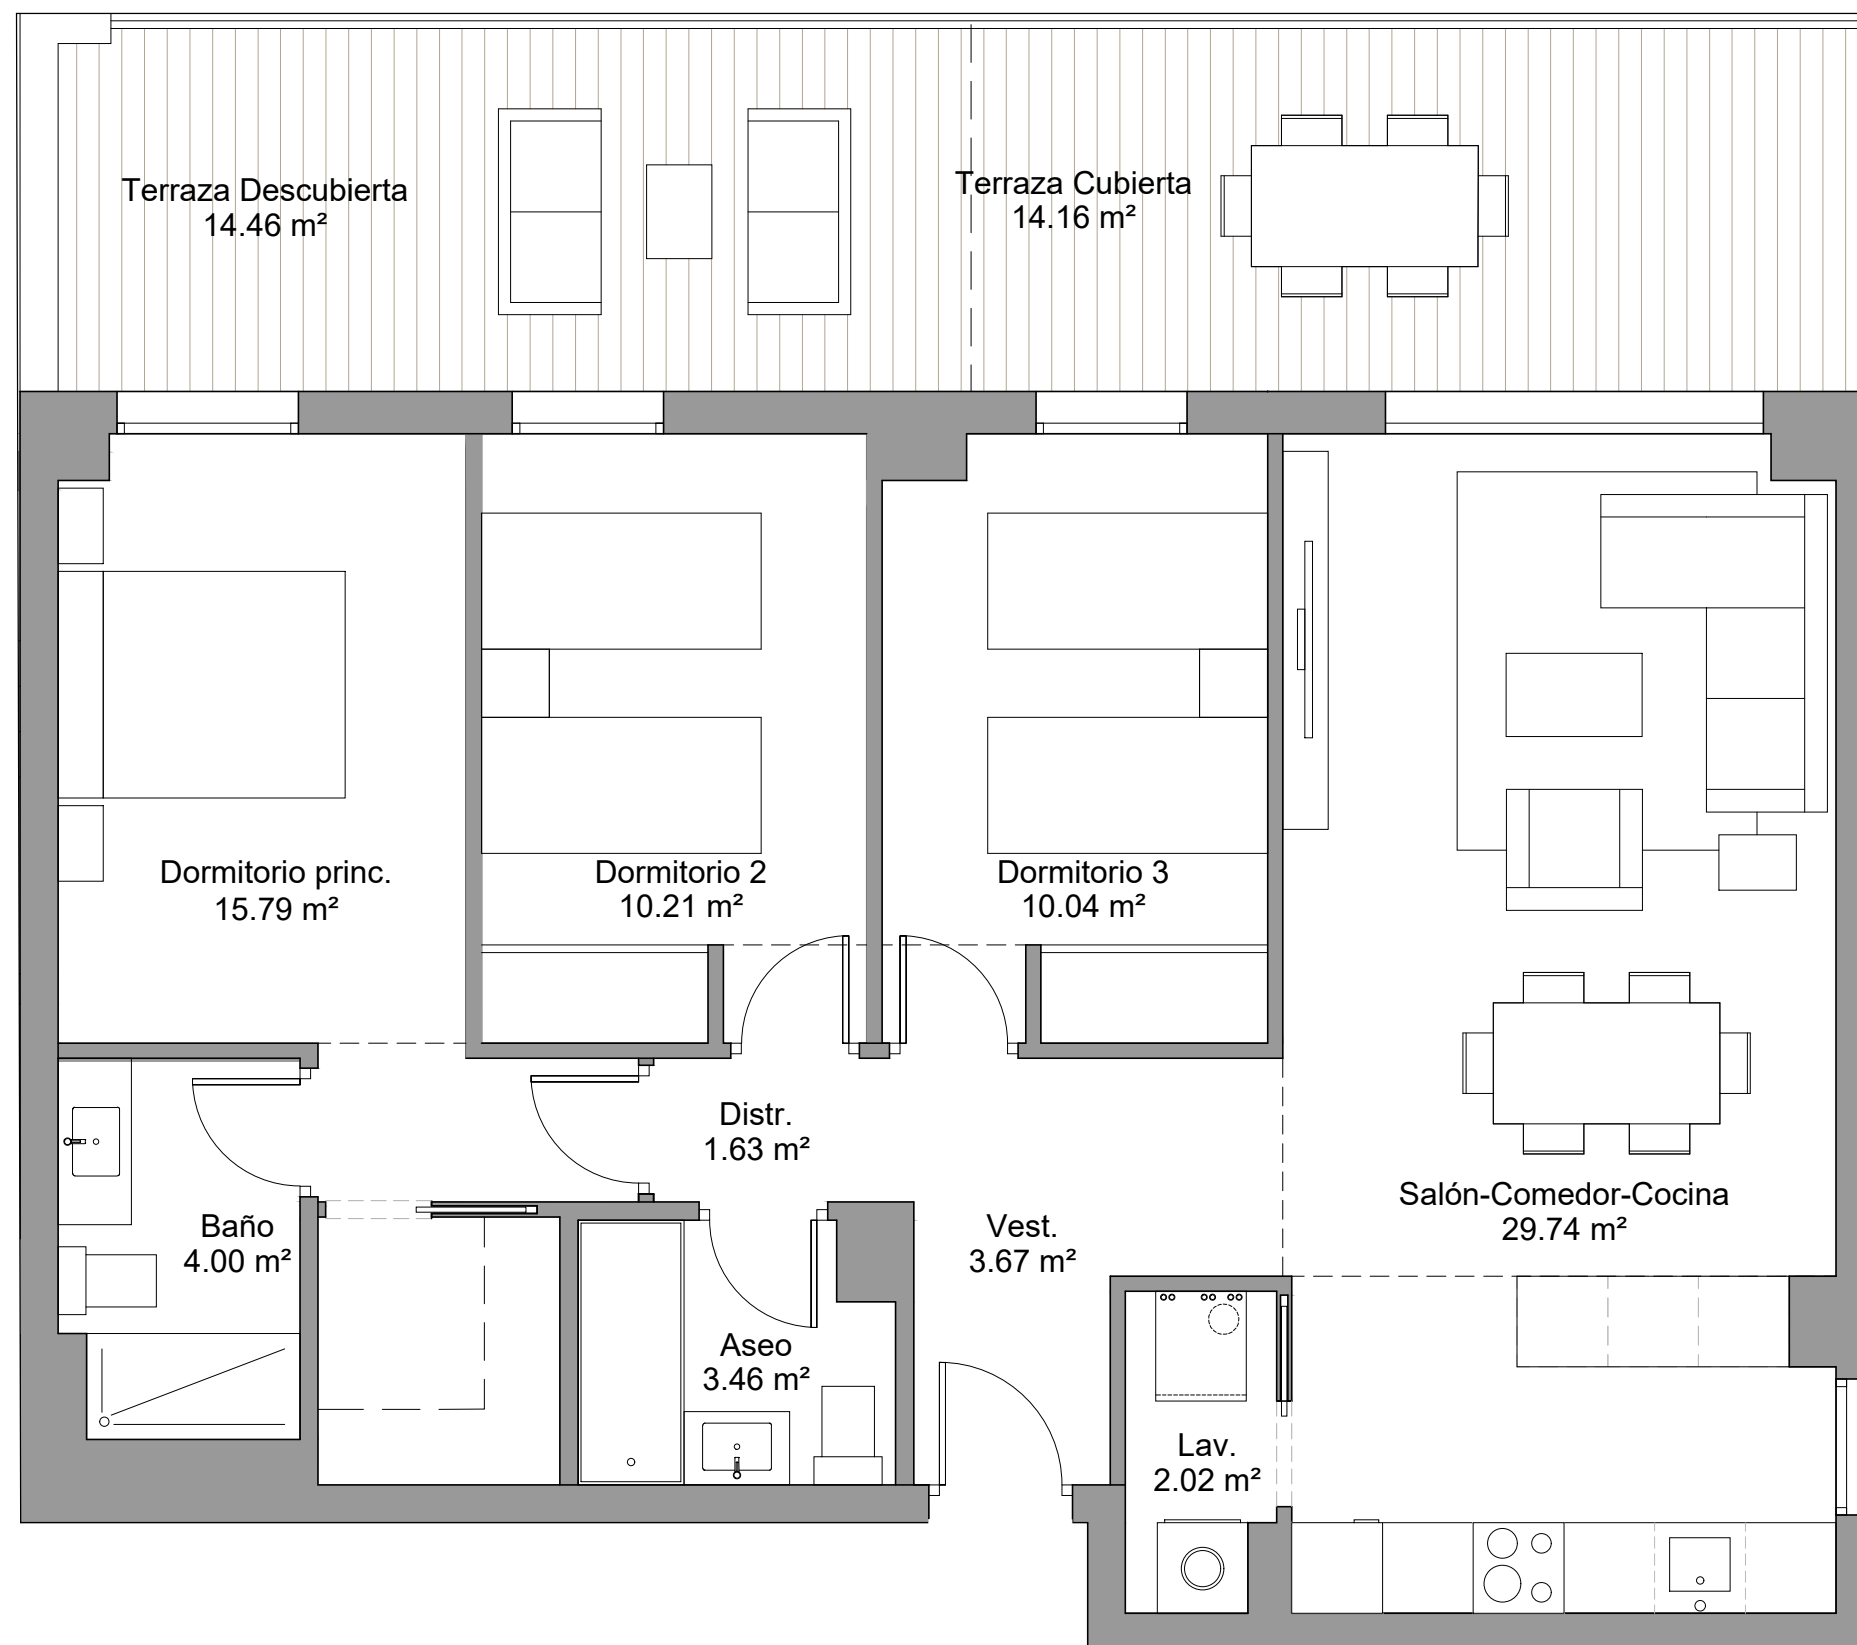 Terraza Descubierta
14.46 m²
Terraza Cubierta
14.16 m²
Dormitorio princ.
15.79 m²
Dormitorio 2
10.21 m²
Dormitorio 3
10.04 m²
Distr.
1.63 m²
Salón-Comedor-Cocina
29.74 m²
Baño
4.00 m²
Vest.
3.67 m²
Aseo
3.46 m²
Lav.
2.02 m²